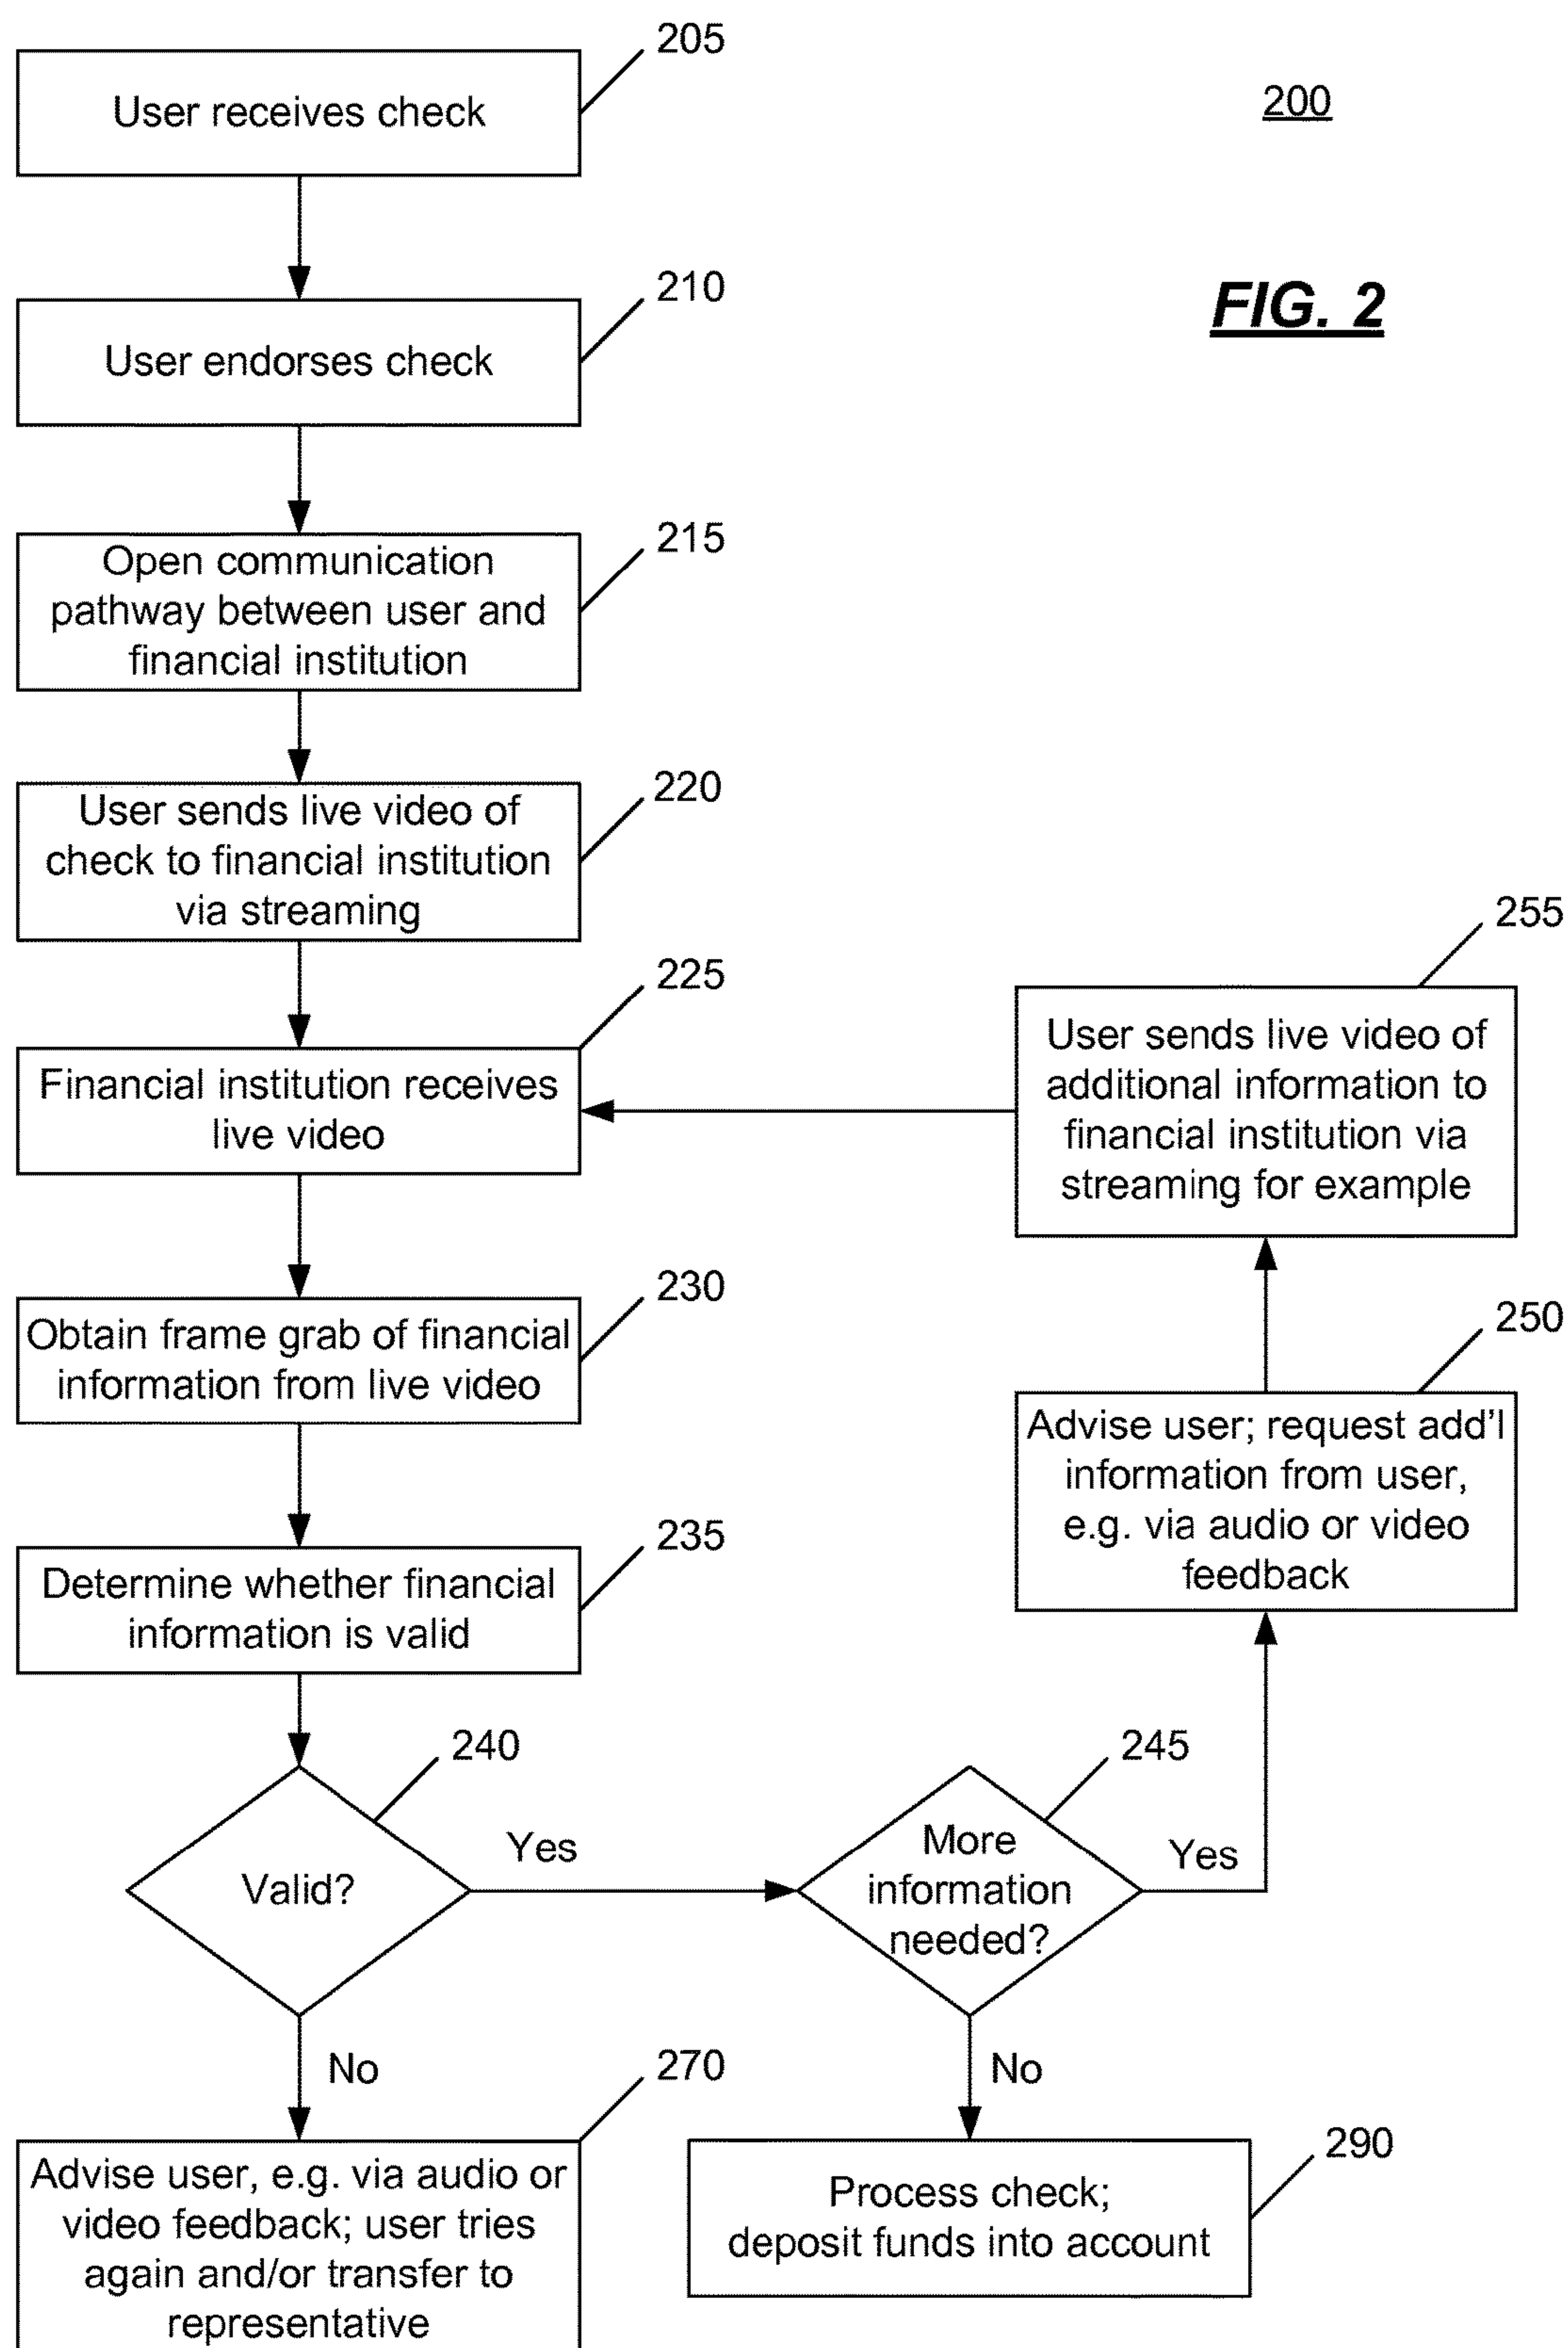 205
User receives check
200
210
User endorses check
FIG. 2
215
Open communication
pathway between user and
financial institution
220
User sends live video of
check to financial institution
via streaming
225
Financial institution receives
live video
255
User sends live video of
additional information to
financial institution via
streaming for example
230
Obtain frame grab of financial
information from live video
250
Advise user; request add'l
information from user,
e.g. via audio or video
feedback
235
Determine whether financial
information is valid
240
Valid?
Yes
245
More
information
needed?
Yes
No
270
Advise user, e.g. via audio or
video feedback; user tries
again and/or transfer to
representative
No
290
Process check;
deposit funds into account